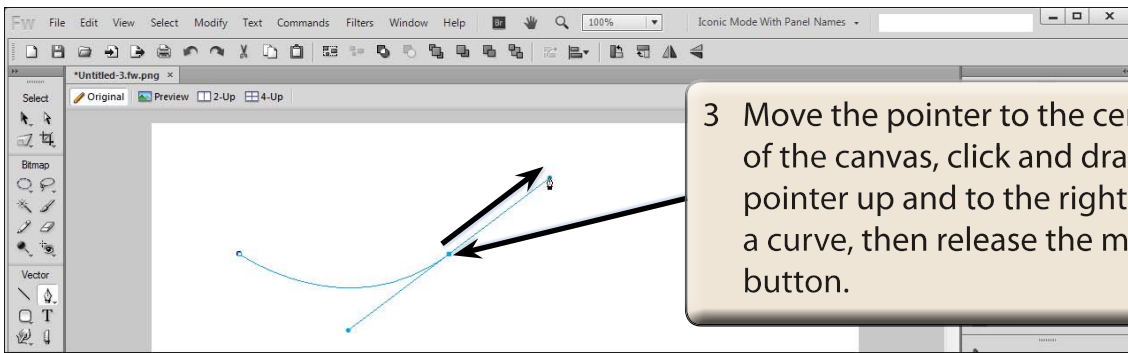 Fw File Edit View Select Modify Text Commands Filters Window Help Br 100% Iconic Mode With Panel Names
*Untitled-3.fw.png ×
Select Original Preview 2-Up 4-Up
Bitmap
Vector
T
3 Move the pointer to the
of the canvas, click and
pointer up and to the right
a curve, then release the
button.